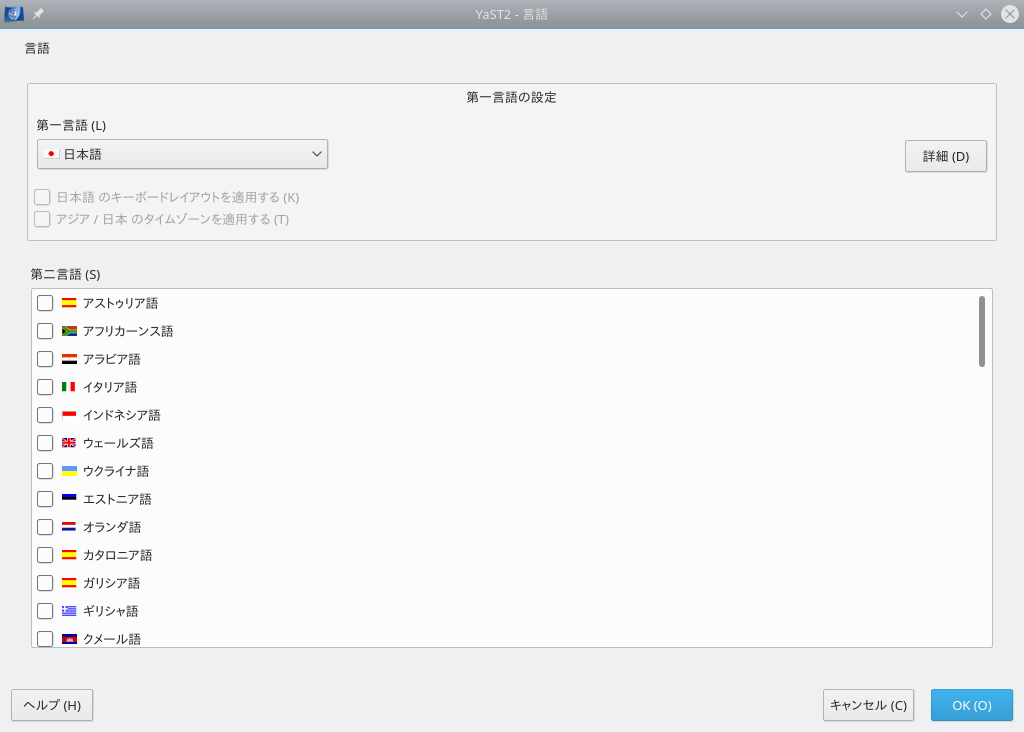 YaST2 - 言語
言語
第一言語の設定
第一言語 (L)
日本語
詳細 (D)
日本語 のキーボードレイアウトを適用する (K)
アジア / 日本 のタイムゾーンを適用する (T)
第二言語 (S)
アストゥリア語
アフリカーンス語
アラビア語
イタリア語
インドネシア語
ウェールズ語
ウクライナ語
エストニア語
オランダ語
カタロニア語
ガリシア語
ギリシャ語
クメール語
ヘルプ (H)
キャンセル (C)
OK (O)